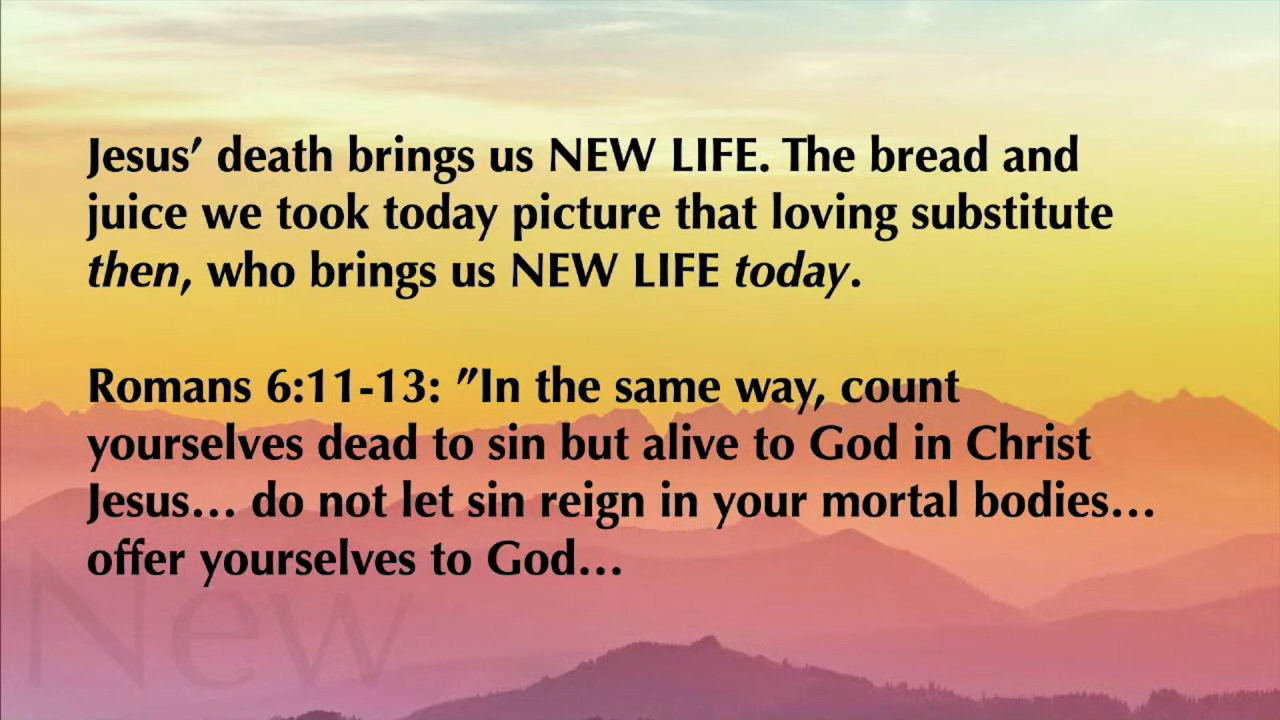 Jesus’ death brings us NEW LIFE. The bread and
juice we took today picture that loving substitute
then, who brings us NEW LIFE today.
Romans 6:11-13: "In the same way, count
yourselves dead to sin but alive to God in Christ
Jesus… do not let sin reign in your mortal bodies…
offer yourselves to God…
New